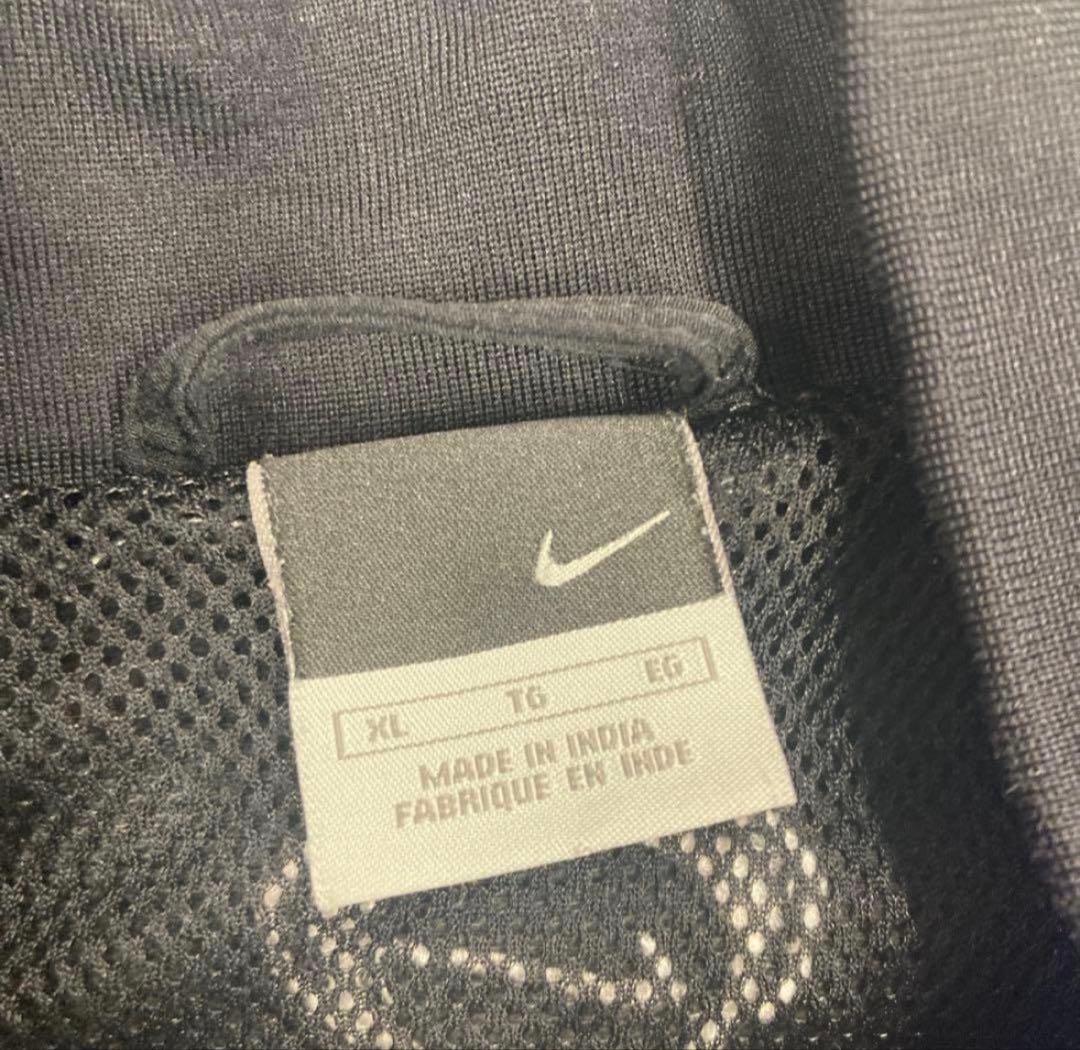 XL TG EG
MADE IN INDIA
FABRIQUE EN INDE